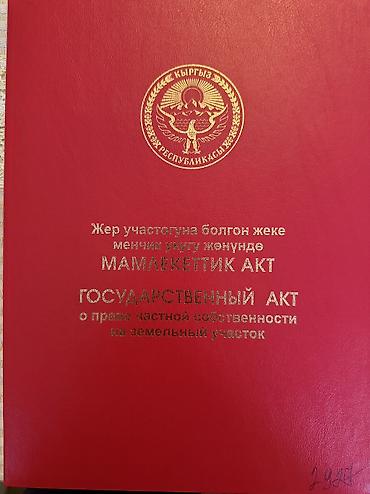 КЫРГЫЗ
РЕСПУБЛИКАСЫ
Жер участогуна болгон жеке
менчик укугу жөнүндө
МАМЛЕКЕТТИК АКТ
ГОСУДАРСТВЕННЫЙ АКТ
о праве частной собственности
на земельный участок